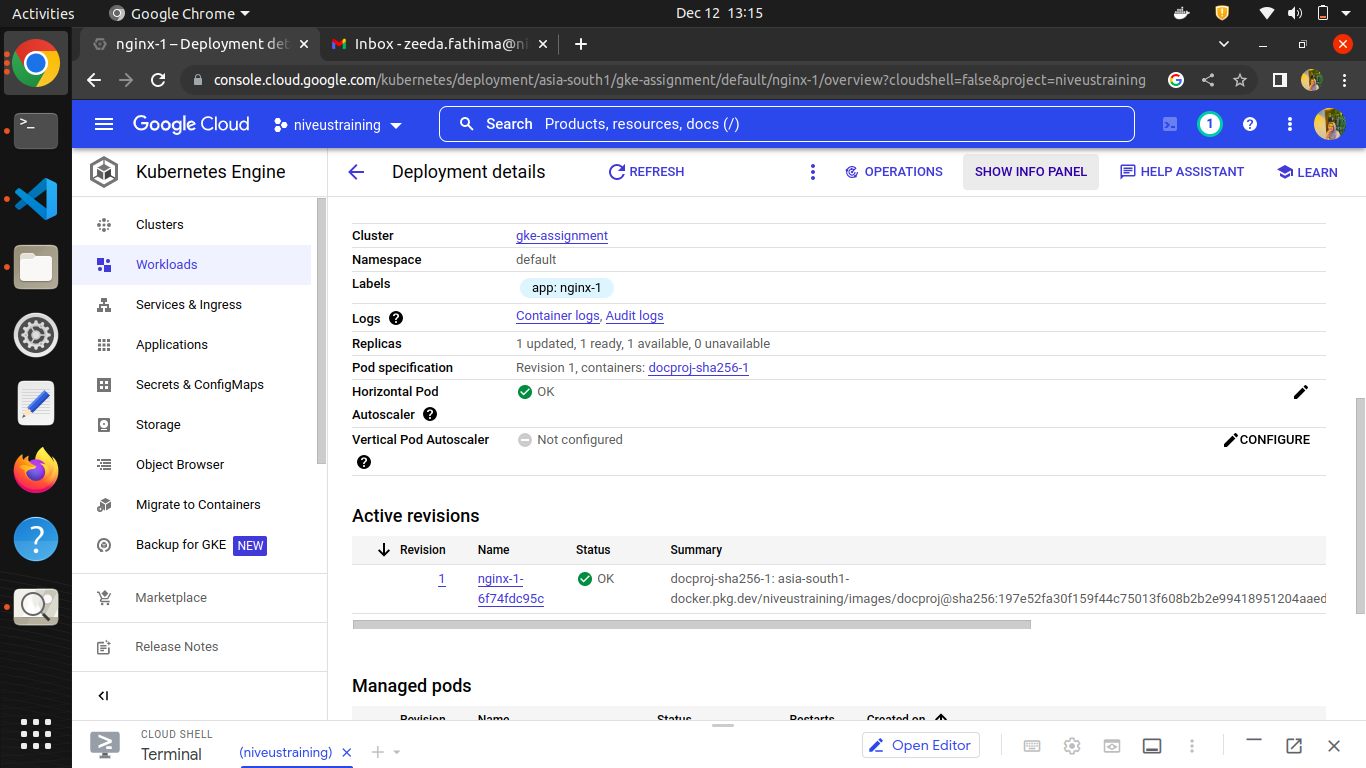 Activities
Google Chrome
Dec 12 13:15
nginx-1 – Deployment det
Inbox - zeeda.fathima@ni
console.cloud.google.com/kubernetes/deployment/asia-south1/gke-assignment/default/nginx-1/overview?cloudshell=false&project=niveustraining
Google Cloud
niveustraining
Search Products, resources, docs (/)
1
Kubernetes Engine
Deployment details
REFRESH
OPERATIONS
SHOW INFO PANEL
HELP ASSISTANT
LEARN
Clusters
Workloads
Services & Ingress
Applications
Secrets & ConfigMaps
Storage
Object Browser
Migrate to Containers
Backup for GKE NEW
Marketplace
Release Notes
Cluster gke-assignment
Namespace default
Labels app: nginx-1
Logs Container logs, Audit logs
Replicas 1 updated, 1 ready, 1 available, 0 unavailable
Pod specification Revision 1, containers: docproj-sha256-1
Horizontal Pod OK
Autoscaler
Vertical Pod Autoscaler Not configured CONFIGURE
Active revisions
Revision Name Status Summary
1 nginx-1- OK docproj-sha256-1: asia-south1-
6f74fdc95c docker.pkg.dev/niveustraining/images/docproj@sha256:197e52fa30f159f44c75013f608b2b2e99418951204aaed
Managed pods
Revision Name Status Restarts Created on
CLOUD SHELL
Terminal
(niveustraining)
Open Editor